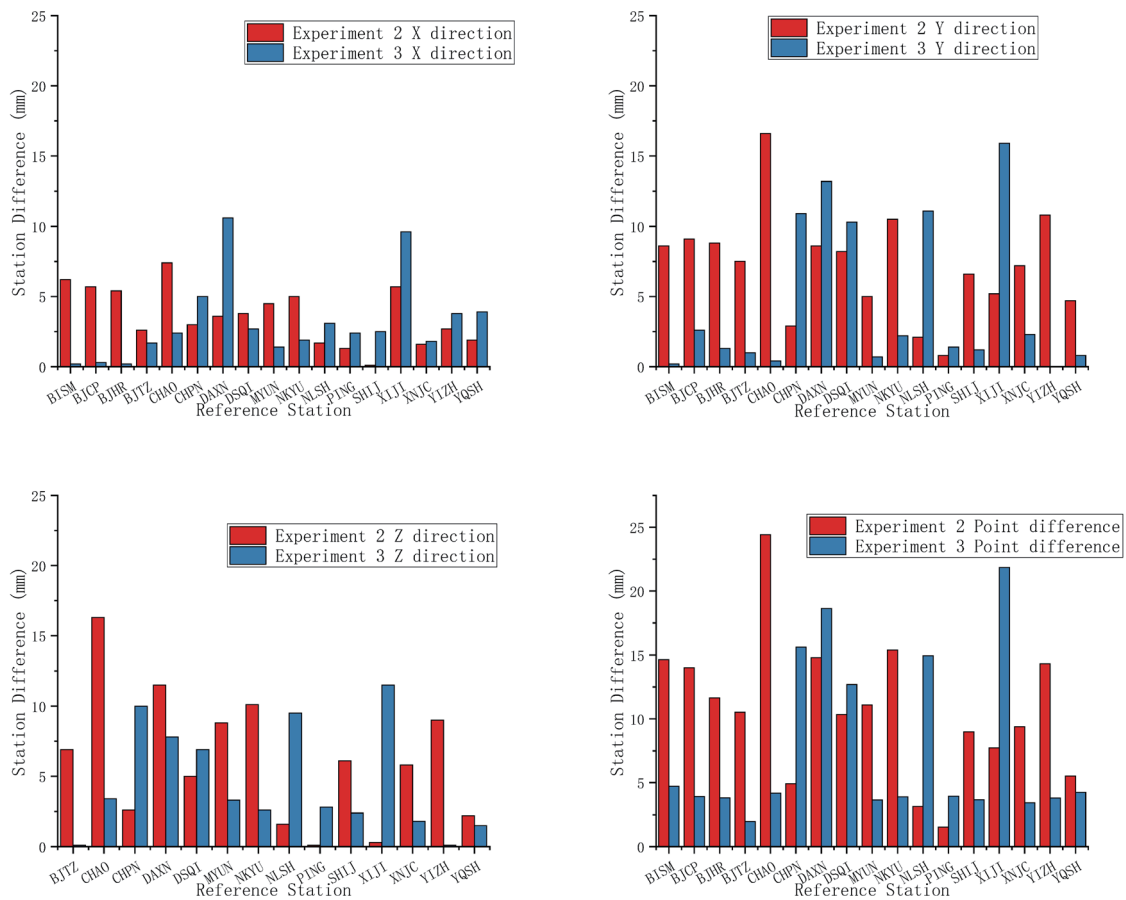 Experiment 2 X direction
Experiment 3 X direction
Station Difference (mm)
25
20
15
10
5
0
BISM BJCP BJHR BJTZ CHAO CHPN DAXN DSQI MYUN NKYU NLSH PING SHIJ XIJI XNJC YIZH YQSH
Reference Station
Experiment 2 Y direction
Experiment 3 Y direction
Station Difference (mm)
25
20
15
10
5
0
BISM BJCP BJHR BJTZ CHAO CHPN DAXN DSQI MYUN NKYU NLSH PING SHIJ XIJI XNJC YIZH YQSH
Reference Station
Experiment 2 Z direction
Experiment 3 Z direction
Station Difference (mm)
25
20
15
10
5
0
BJTZ CHAO CHPN DAXN DSQI MYUN NKYU NLSH PING SHIJ XIJI XNJC YIZH YQSH
Reference Station
Experiment 2 Point difference
Experiment 3 Point difference
Station Difference (mm)
25
20
15
10
5
0
BISM BJCP BJHR BJTZ CHAO CHPN DAXN DSQI MYUN NKYU NLSH PING SHIJ XIJI XNJC YIZH YQSH
Reference Station